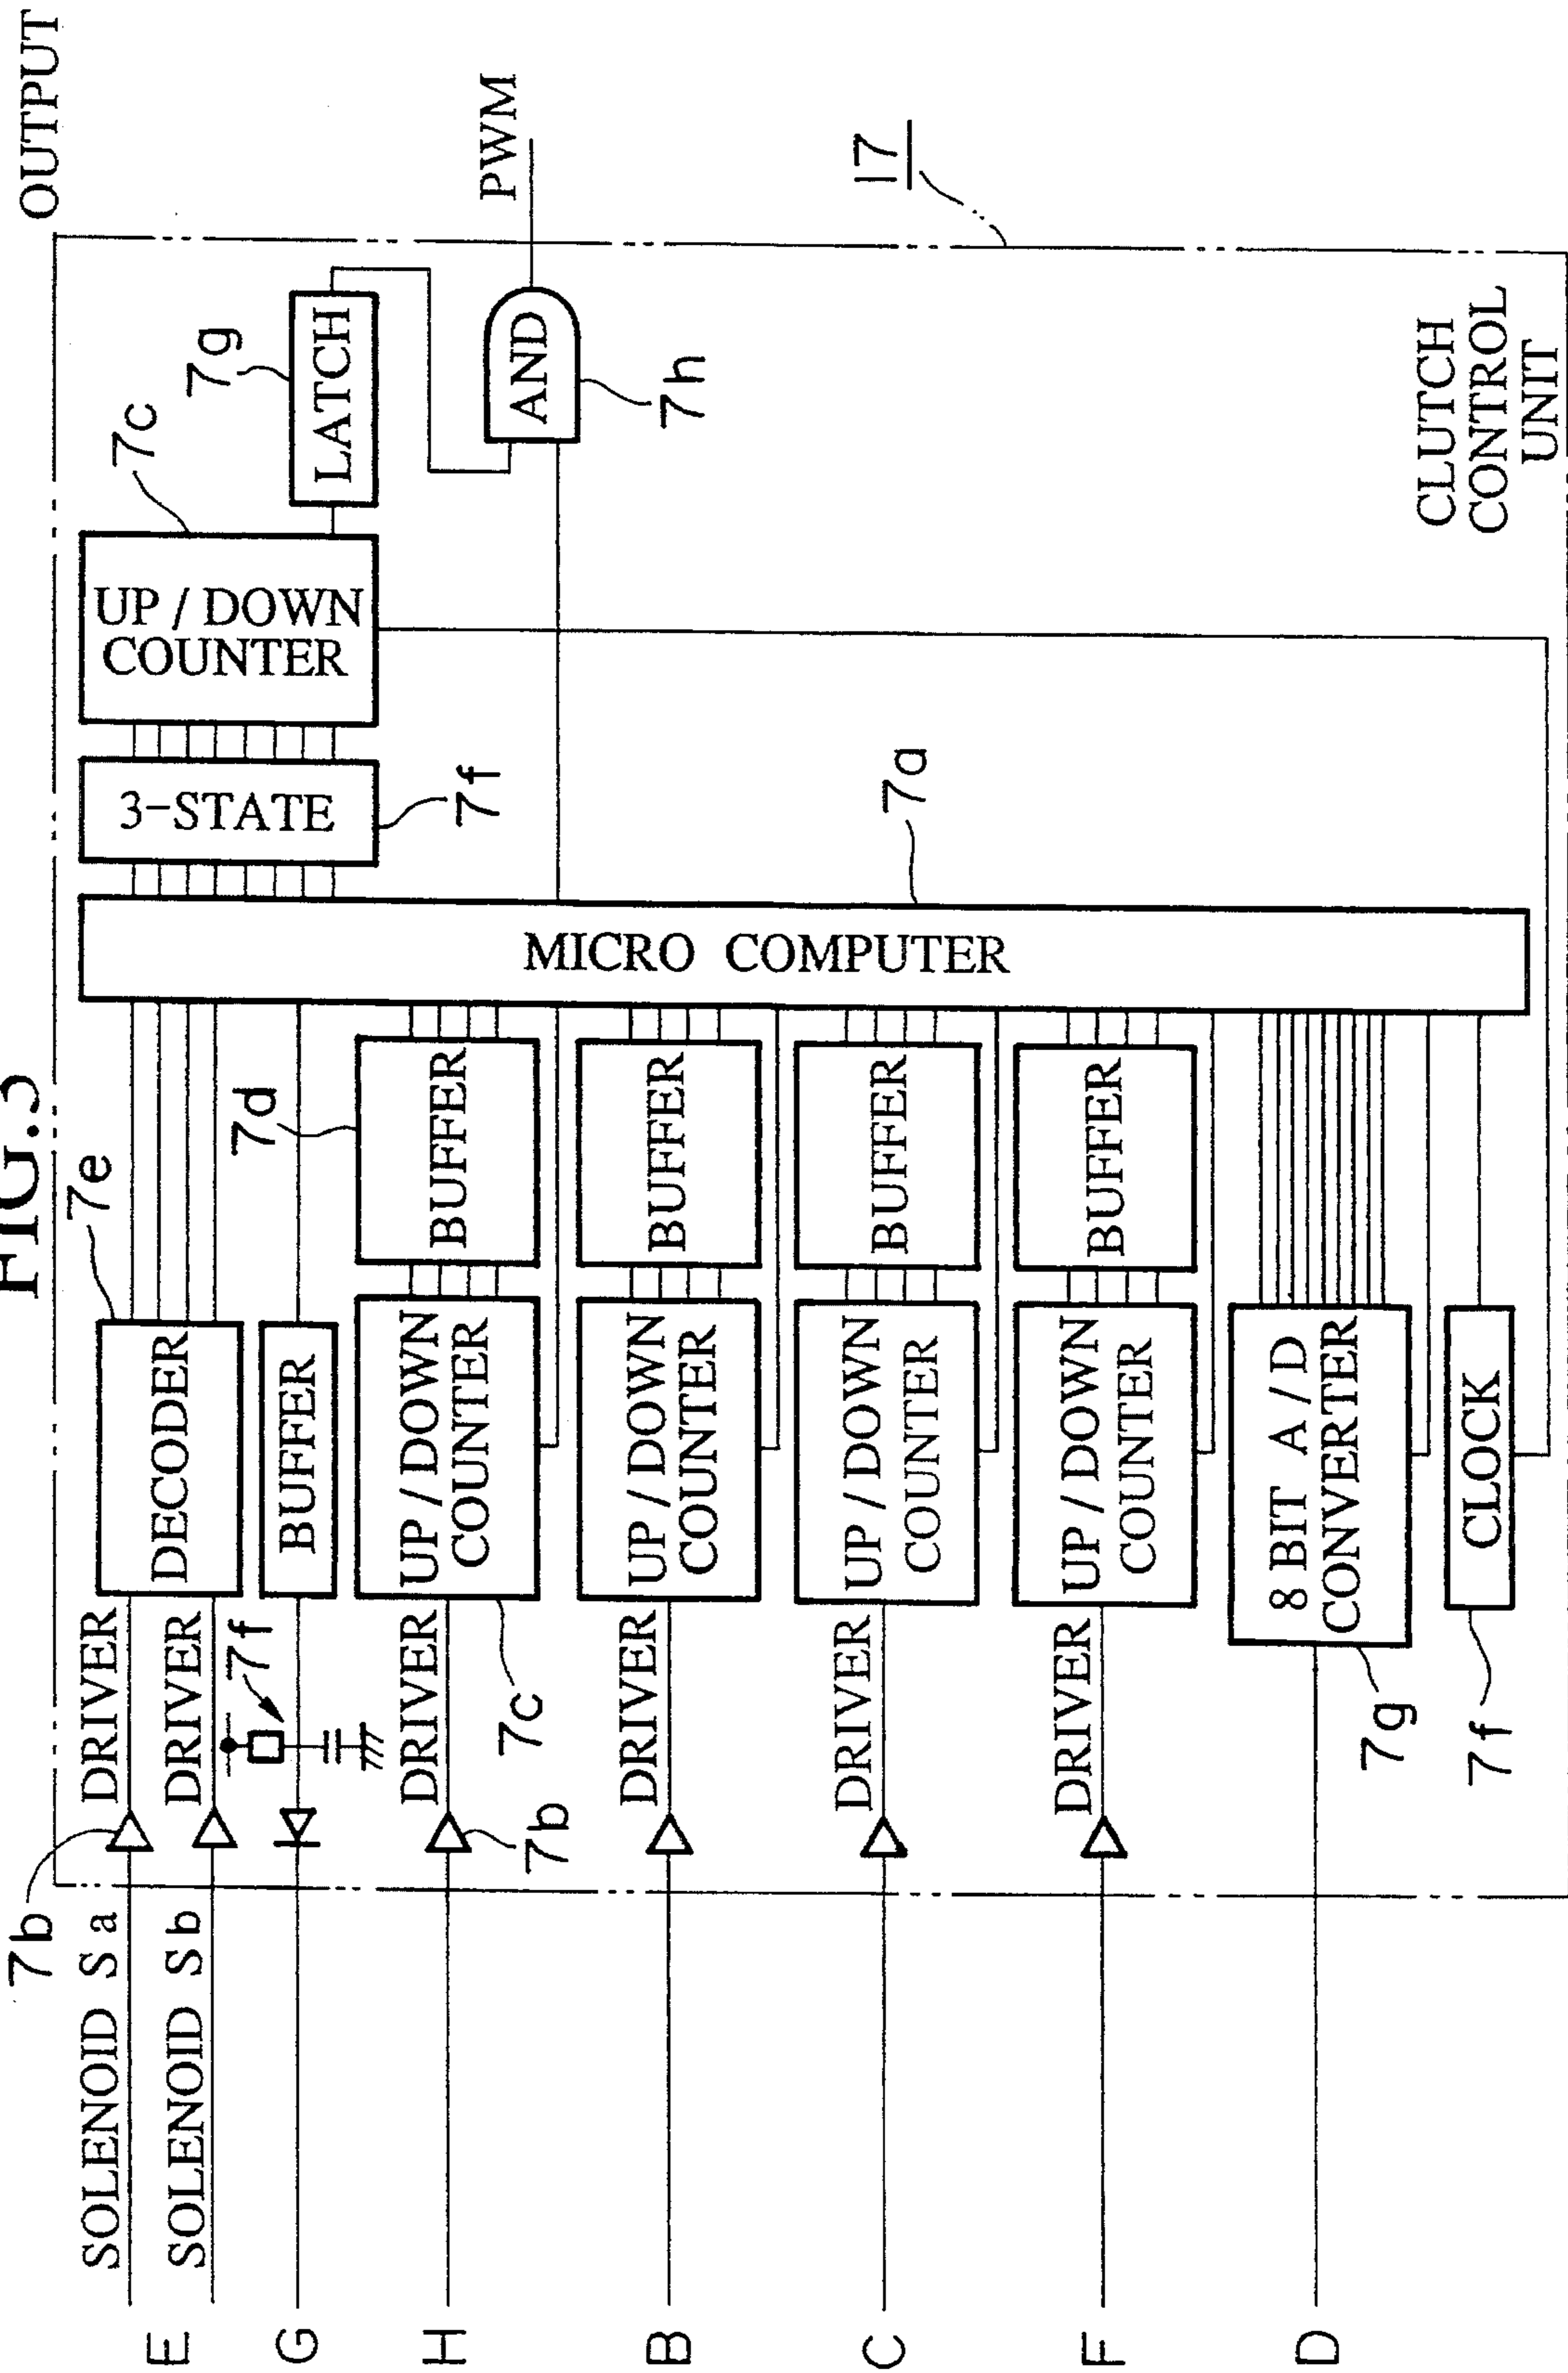 FIG.3
OUTPUT
SOLENOID Sa
7b
DRIVER
DECODER
7e
E
SOLENOID Sb
DRIVER
G
7f
BUFFER
H
7b
DRIVER
7c
UP / DOWN
COUNTER
7d
BUFFER
B
DRIVER
UP / DOWN
COUNTER
BUFFER
C
DRIVER
UP / DOWN
COUNTER
BUFFER
F
DRIVER
UP / DOWN
COUNTER
BUFFER
D
8 BIT A / D
CONVERTER
7g
CLOCK
7f
MICRO COMPUTER
7a
3-STATE
7f
UP / DOWN
COUNTER
7c
LATCH
7g
AND
7h
PWM
17
CLUTCH
CONTROL
UNIT